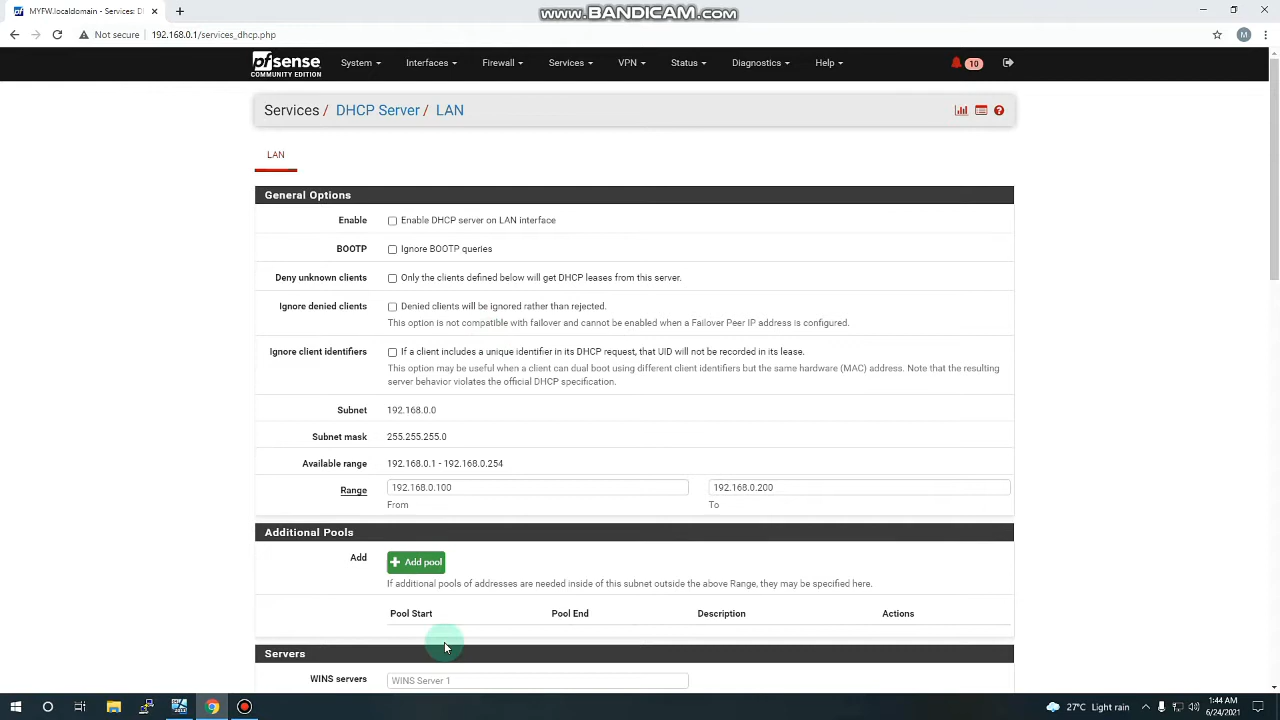 www.BANDICAM.com
MYFW.localdomain - Services: D
Not secure 192.168.0.1/services_dhcp.php
M
pfsense
COMMUNITY EDITION
System Interfaces Firewall Services VPN Status Diagnostics Help 10
Services / DHCP Server / LAN
LAN
General Options
Enable Enable DHCP server on LAN interface
BOOTP Ignore BOOTP queries
Deny unknown clients Only the clients defined below will get DHCP leases from this server.
Ignore denied clients Denied clients will be ignored rather than rejected.
This option is not compatible with failover and cannot be enabled when a Failover Peer IP address is configured.
Ignore client identifiers If a client includes a unique identifier in its DHCP request, that UID will not be recorded in its lease.
This option may be useful when a client can dual boot using different client identifiers but the same hardware (MAC) address. Note that the resulting
server behavior violates the official DHCP specification.
Subnet 192.168.0.0
Subnet mask 255.255.255.0
Available range 192.168.0.1 - 192.168.0.254
Range 192.168.0.100 192.168.0.200
From To
Additional Pools
Add + Add pool
If additional pools of addresses are needed inside of this subnet outside the above Range, they may be specified here.
Pool Start Pool End Description Actions
Servers
WINS servers WINS Server 1
27°C Light rain
1:44 AM
6/24/2021